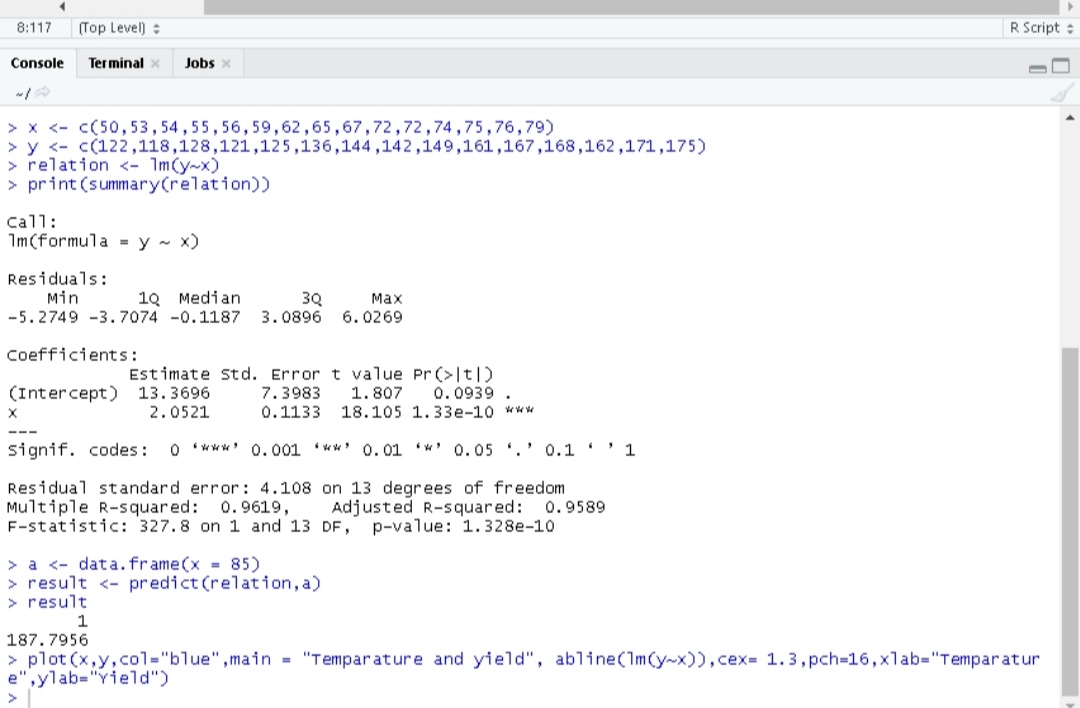 8:117 (Top Level) R Script
Console Terminal Jobs
~/
> x <- c(50,53,54,55,56,59,62,65,67,72,72,74,75,76,79)
> y <- c(122,118,128,121,125,136,144,142,149,161,167,168,162,171,175)
> relation <- lm(y~x)
> print(summary(relation))
Call:
lm(formula = y ~ x)
Residuals:
    Min      1Q  Median      3Q     Max
-5.2749 -3.7074 -0.1187  3.0896  6.0269
Coefficients:
            Estimate Std. Error t value Pr(>|t|)
(Intercept)  13.3696     7.3983   1.807   0.0939 .
x             2.0521     0.1133  18.105 1.33e-10 ***
---
Signif. codes:  0 ‘***’ 0.001 ‘**’ 0.01 ‘*’ 0.05 ‘.’ 0.1 ‘ ’ 1
Residual standard error: 4.108 on 13 degrees of freedom
Multiple R-squared:  0.9619,    Adjusted R-squared:  0.9589
F-statistic: 327.8 on 1 and 13 DF,  p-value: 1.328e-10
> a <- data.frame(x = 85)
> result <- predict(relation,a)
> result
       1
187.7956
> plot(x,y,col="blue",main = "Temparature and yield", abline(lm(y~x)),cex= 1.3,pch=16,xlab="Temparatur
e",ylab="Yield")
>